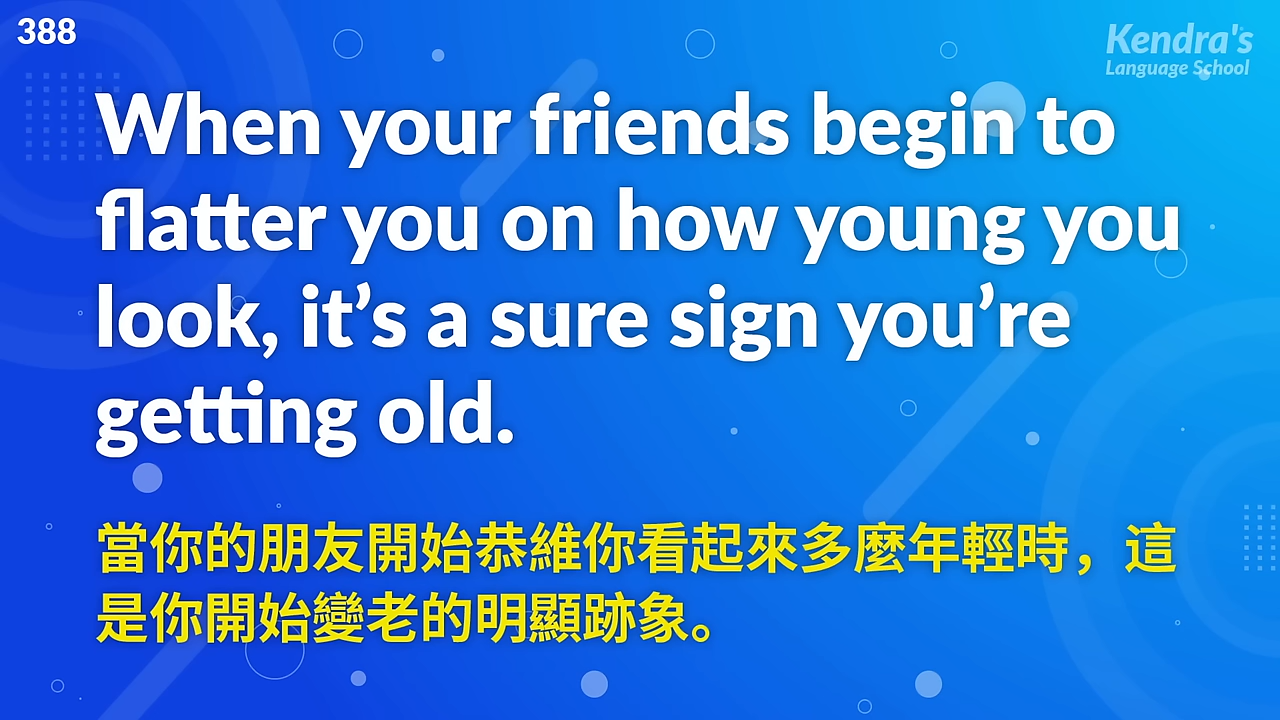 388
Kendra's
Language School
When your friends begin to
flatter you on how young you
look, it’s a sure sign you’re
getting old.
當你的朋友開始恭維你看起來多麼年輕時，這
是你開始變老的明顯跡象。